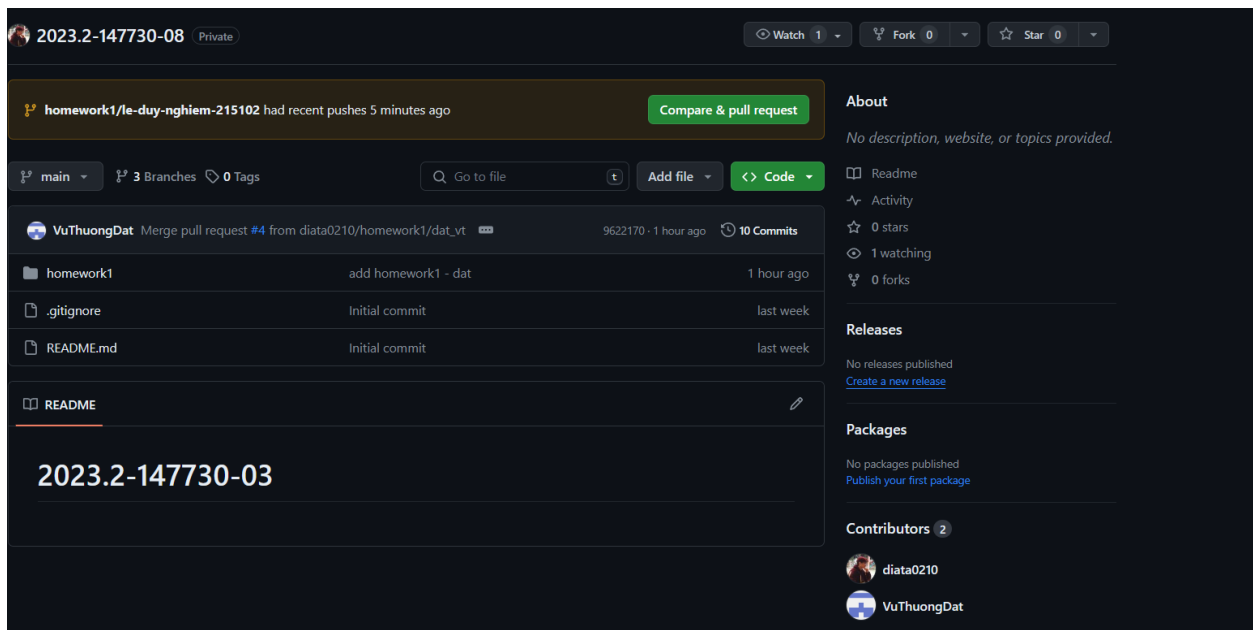 2023.2-147730-08 Private
Watch 1
Fork 0
Star 0
homework1/le-duy-nghiem-215102 had recent pushes 5 minutes ago
Compare & pull request
main
3 Branches
0 Tags
Go to file
t
Add file
<> Code
VuThuongDat Merge pull request #4 from diata0210/homework1/dat_vt
9622170 · 1 hour ago
10 Commits
homework1 add homework1 - dat 1 hour ago
.gitignore Initial commit last week
README.md Initial commit last week
README
2023.2-147730-03
About
No description, website, or topics provided.
Readme
Activity
0 stars
1 watching
0 forks
Releases
No releases published
Create a new release
Packages
No packages published
Publish your first package
Contributors 2
diata0210
VuThuongDat